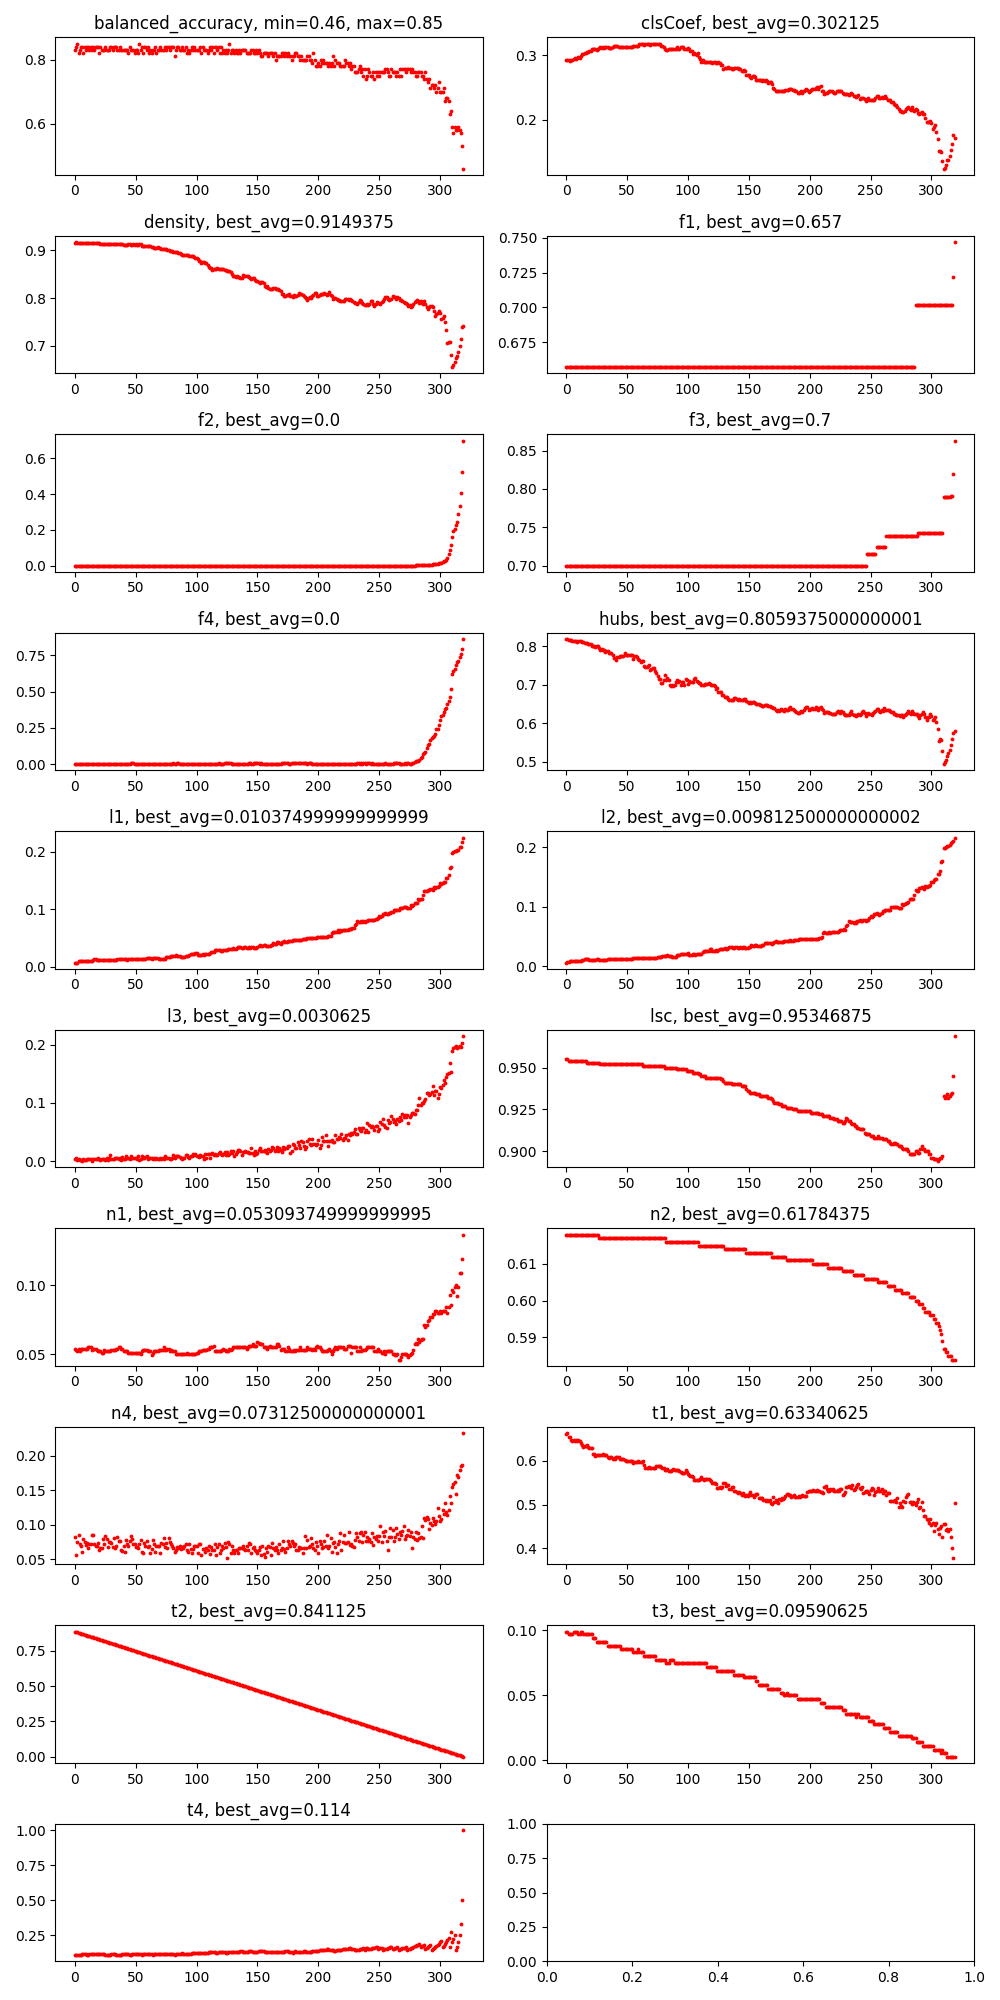 balanced_accuracy, min=0.46, max=0.85
0.8
0.6
0 50 100 150 200 250 300
clsCoef, best_avg=0.302125
0.3
0.2
0 50 100 150 200 250 300
density, best_avg=0.9149375
0.9
0.8
0.7
0 50 100 150 200 250 300
f1, best_avg=0.657
0.750
0.725
0.700
0.675
0 50 100 150 200 250 300
f2, best_avg=0.0
0.6
0.4
0.2
0.0
0 50 100 150 200 250 300
f3, best_avg=0.7
0.85
0.80
0.75
0.70
0 50 100 150 200 250 300
f4, best_avg=0.0
0.75
0.50
0.25
0.00
0 50 100 150 200 250 300
hubs, best_avg=0.8059375000000001
0.8
0.7
0.6
0.5
0 50 100 150 200 250 300
l1, best_avg=0.010374999999999999
0.2
0.1
0.0
0 50 100 150 200 250 300
l2, best_avg=0.009812500000000002
0.2
0.1
0.0
0 50 100 150 200 250 300
l3, best_avg=0.0030625
0.2
0.1
0.0
0 50 100 150 200 250 300
lsc, best_avg=0.95346875
0.950
0.925
0.900
0 50 100 150 200 250 300
n1, best_avg=0.053093749999999995
0.10
0.05
0 50 100 150 200 250 300
n2, best_avg=0.61784375
0.61
0.60
0.59
0 50 100 150 200 250 300
n4, best_avg=0.07312500000000001
0.20
0.15
0.10
0.05
0 50 100 150 200 250 300
t1, best_avg=0.63340625
0.6
0.5
0.4
0 50 100 150 200 250 300
t2, best_avg=0.841125
0.75
0.50
0.25
0.00
0 50 100 150 200 250 300
t3, best_avg=0.09590625
0.10
0.05
0.00
0 50 100 150 200 250 300
t4, best_avg=0.114
1.00
0.75
0.50
0.25
0 50 100 150 200 250 300
1.00
0.75
0.50
0.25
0.00
0.0 0.2 0.4 0.6 0.8 1.0